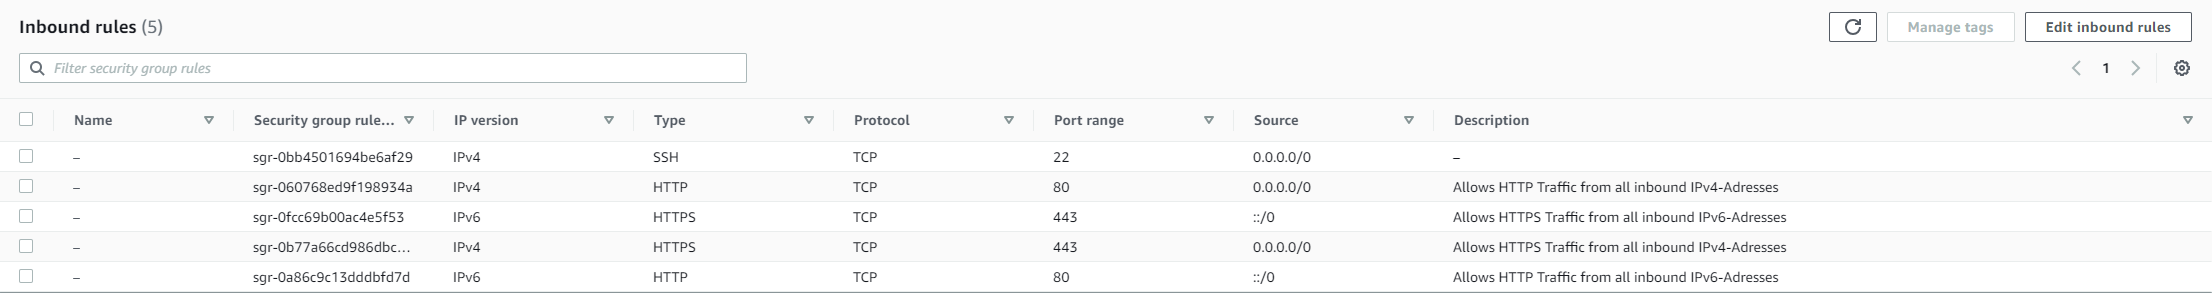 Inbound rules (5)
Manage tags
Edit inbound rules
Filter security group rules
1
Name Security group rule... IP version Type Protocol Port range Source Description
– sgr-0bb4501694be6af29 IPv4 SSH TCP 22 0.0.0.0/0 –
– sgr-060768ed9f198934a IPv4 HTTP TCP 80 0.0.0.0/0 Allows HTTP Traffic from all inbound IPv4-Adresses
– sgr-0fcc69b00ac4e5f53 IPv6 HTTPS TCP 443 ::/0 Allows HTTPS Traffic from all inbound IPv6-Adresses
– sgr-0b77a66cd986dbc... IPv4 HTTPS TCP 443 0.0.0.0/0 Allows HTTPS Traffic from all inbound IPv4-Adresses
– sgr-0a86c9c13dddbfd7d IPv6 HTTP TCP 80 ::/0 Allows HTTP Traffic from all inbound IPv6-Adresses